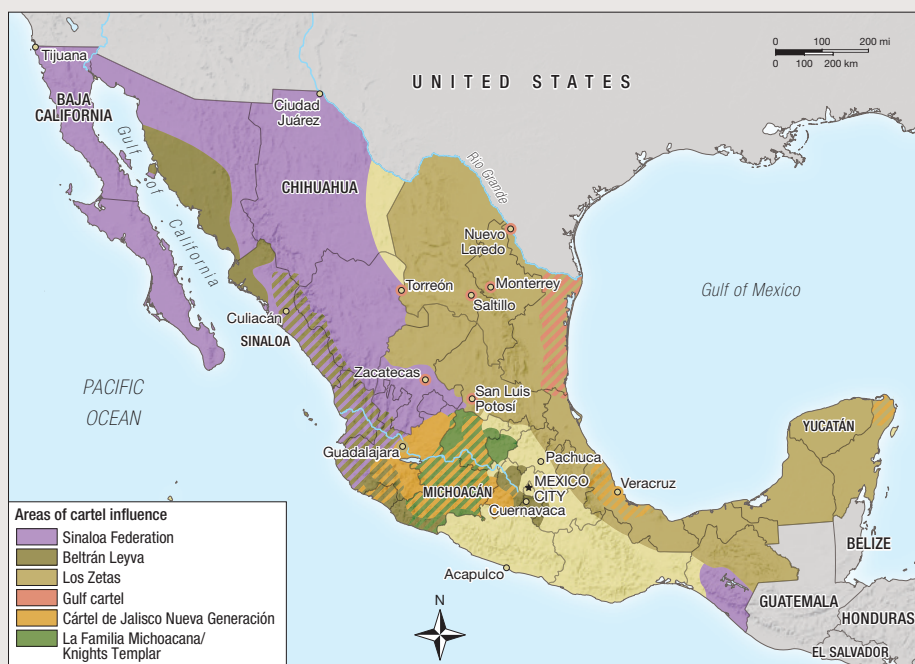 Tijuana
BAJA
CALIFORNIA
Gulf of California
Ciudad
Juárez
CHIHUAHUA
UNITED STATES
0 100 200 mi
0 100 200 km
Rio Grande
Nuevo
Laredo
Monterrey
Saltillo
Torreón
Culiacán
SINALOA
Gulf of Mexico
PACIFIC
OCEAN
Zacatecas
San Luis
Potosí
Guadalajara
Pachuca
MEXICO
CITY
Cuernavaca
MICHOACÁN
Veracruz
YUCATÁN
Acapulco
BELIZE
GUATEMALA
HONDURAS
EL SALVADOR
N
Areas of cartel influence
Sinaloa Federation
Beltrán Leyva
Los Zetas
Gulf cartel
Cártel de Jalisco Nueva Generación
La Familia Michoacana/
Knights Templar